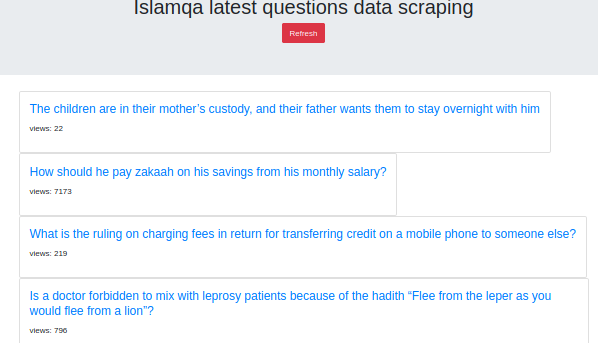 Islamqa latest questions data scraping
Refresh
The children are in their mother’s custody, and their father wants them to stay overnight with him
views: 22
How should he pay zakaah on his savings from his monthly salary?
views: 7173
What is the ruling on charging fees in return for transferring credit on a mobile phone to someone else?
views: 219
Is a doctor forbidden to mix with leprosy patients because of the hadith “Flee from the leper as you
would flee from a lion”?
views: 796